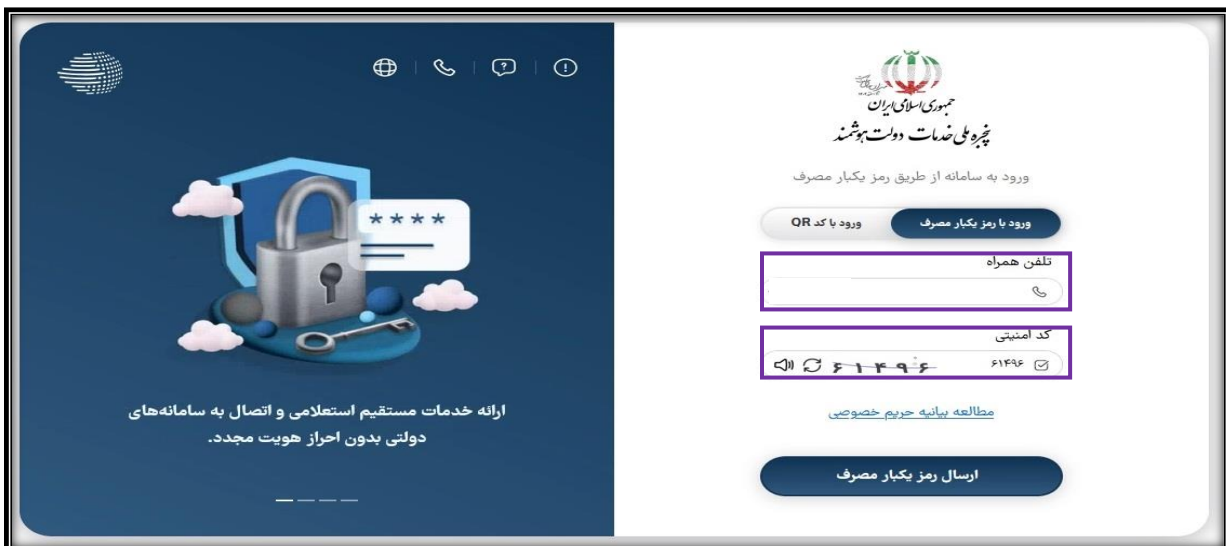 جمهوری اسلامی ایران
پنجره ملی خدمات دولت هوشمند
ورود به سامانه از طریق رمز یکبار مصرف
ورود با رمز یکبار مصرف
ورود با کد QR
تلفن همراه
کد امنیتی
۶۱۴۹۶
۶۱۴۹۶
مطالعه بیانیه حریم خصوصی
ارسال رمز یکبار مصرف
****
ارائه خدمات مستقیم استعلامی و اتصال به سامانه‌های
دولتی بدون احراز هویت مجدد.